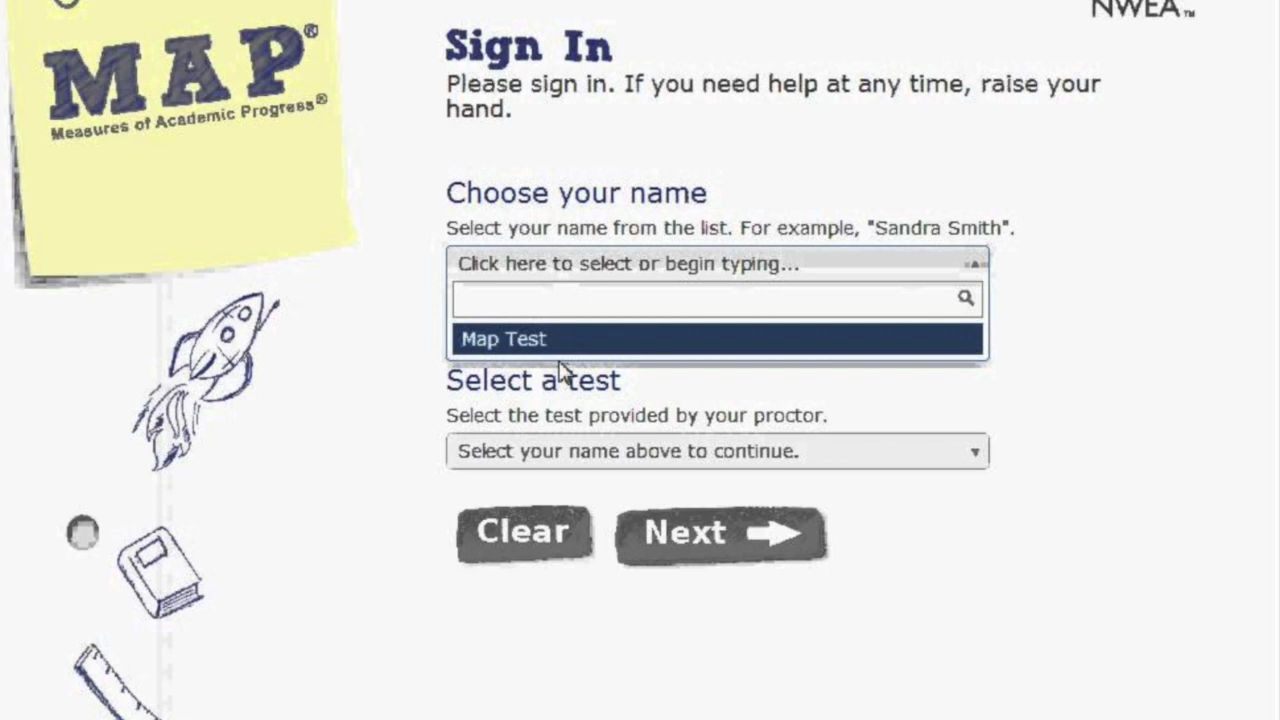 NWEA™
MAP®
Measures of Academic Progress®
Sign In
Please sign in. If you need help at any time, raise your
hand.
Choose your name
Select your name from the list. For example, "Sandra Smith".
Click here to select or begin typing...
Map Test
Select a test
Select the test provided by your proctor.
Select your name above to continue.
Clear
Next